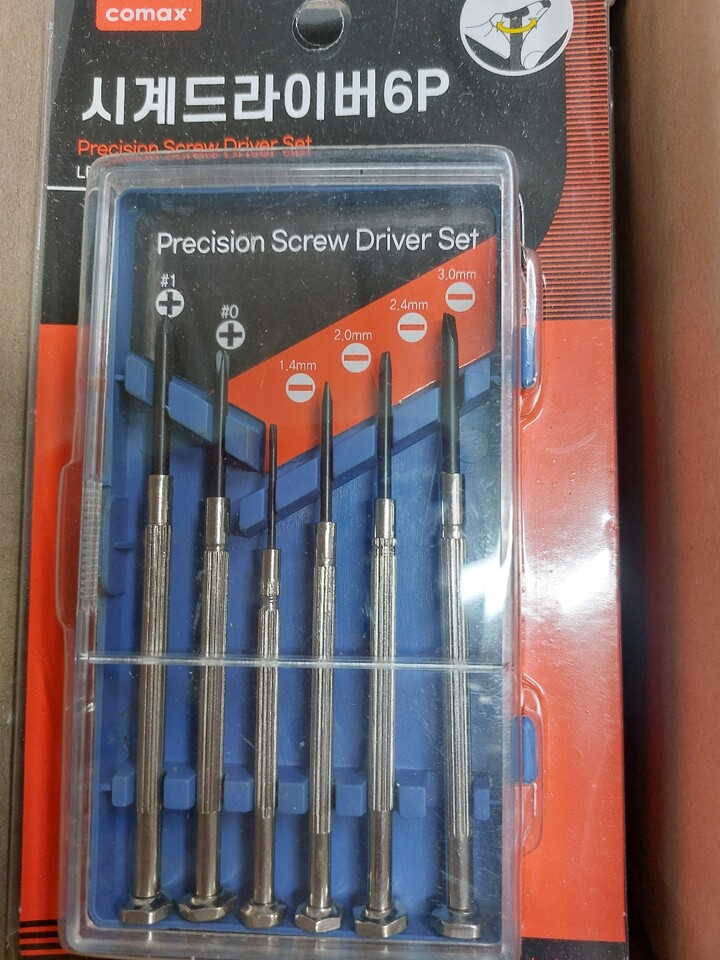 comax
시계드라이버6P
Precision Screw Driver Set
Precision Screw Driver Set
#1
#0
1.4mm
2.0mm
2.4mm
3.0mm